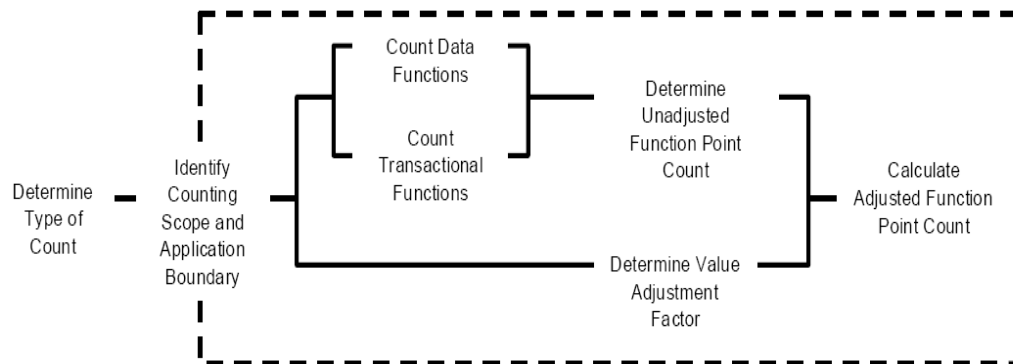 Determine
Type of
Count
Identify
Counting
Scope and
Application
Boundary
Count Data
Functions
Count
Transactional
Functions
Determine
Unadjusted
Function Point
Count
Determine Value
Adjustment
Factor
Calculate
Adjusted Function
Point Count